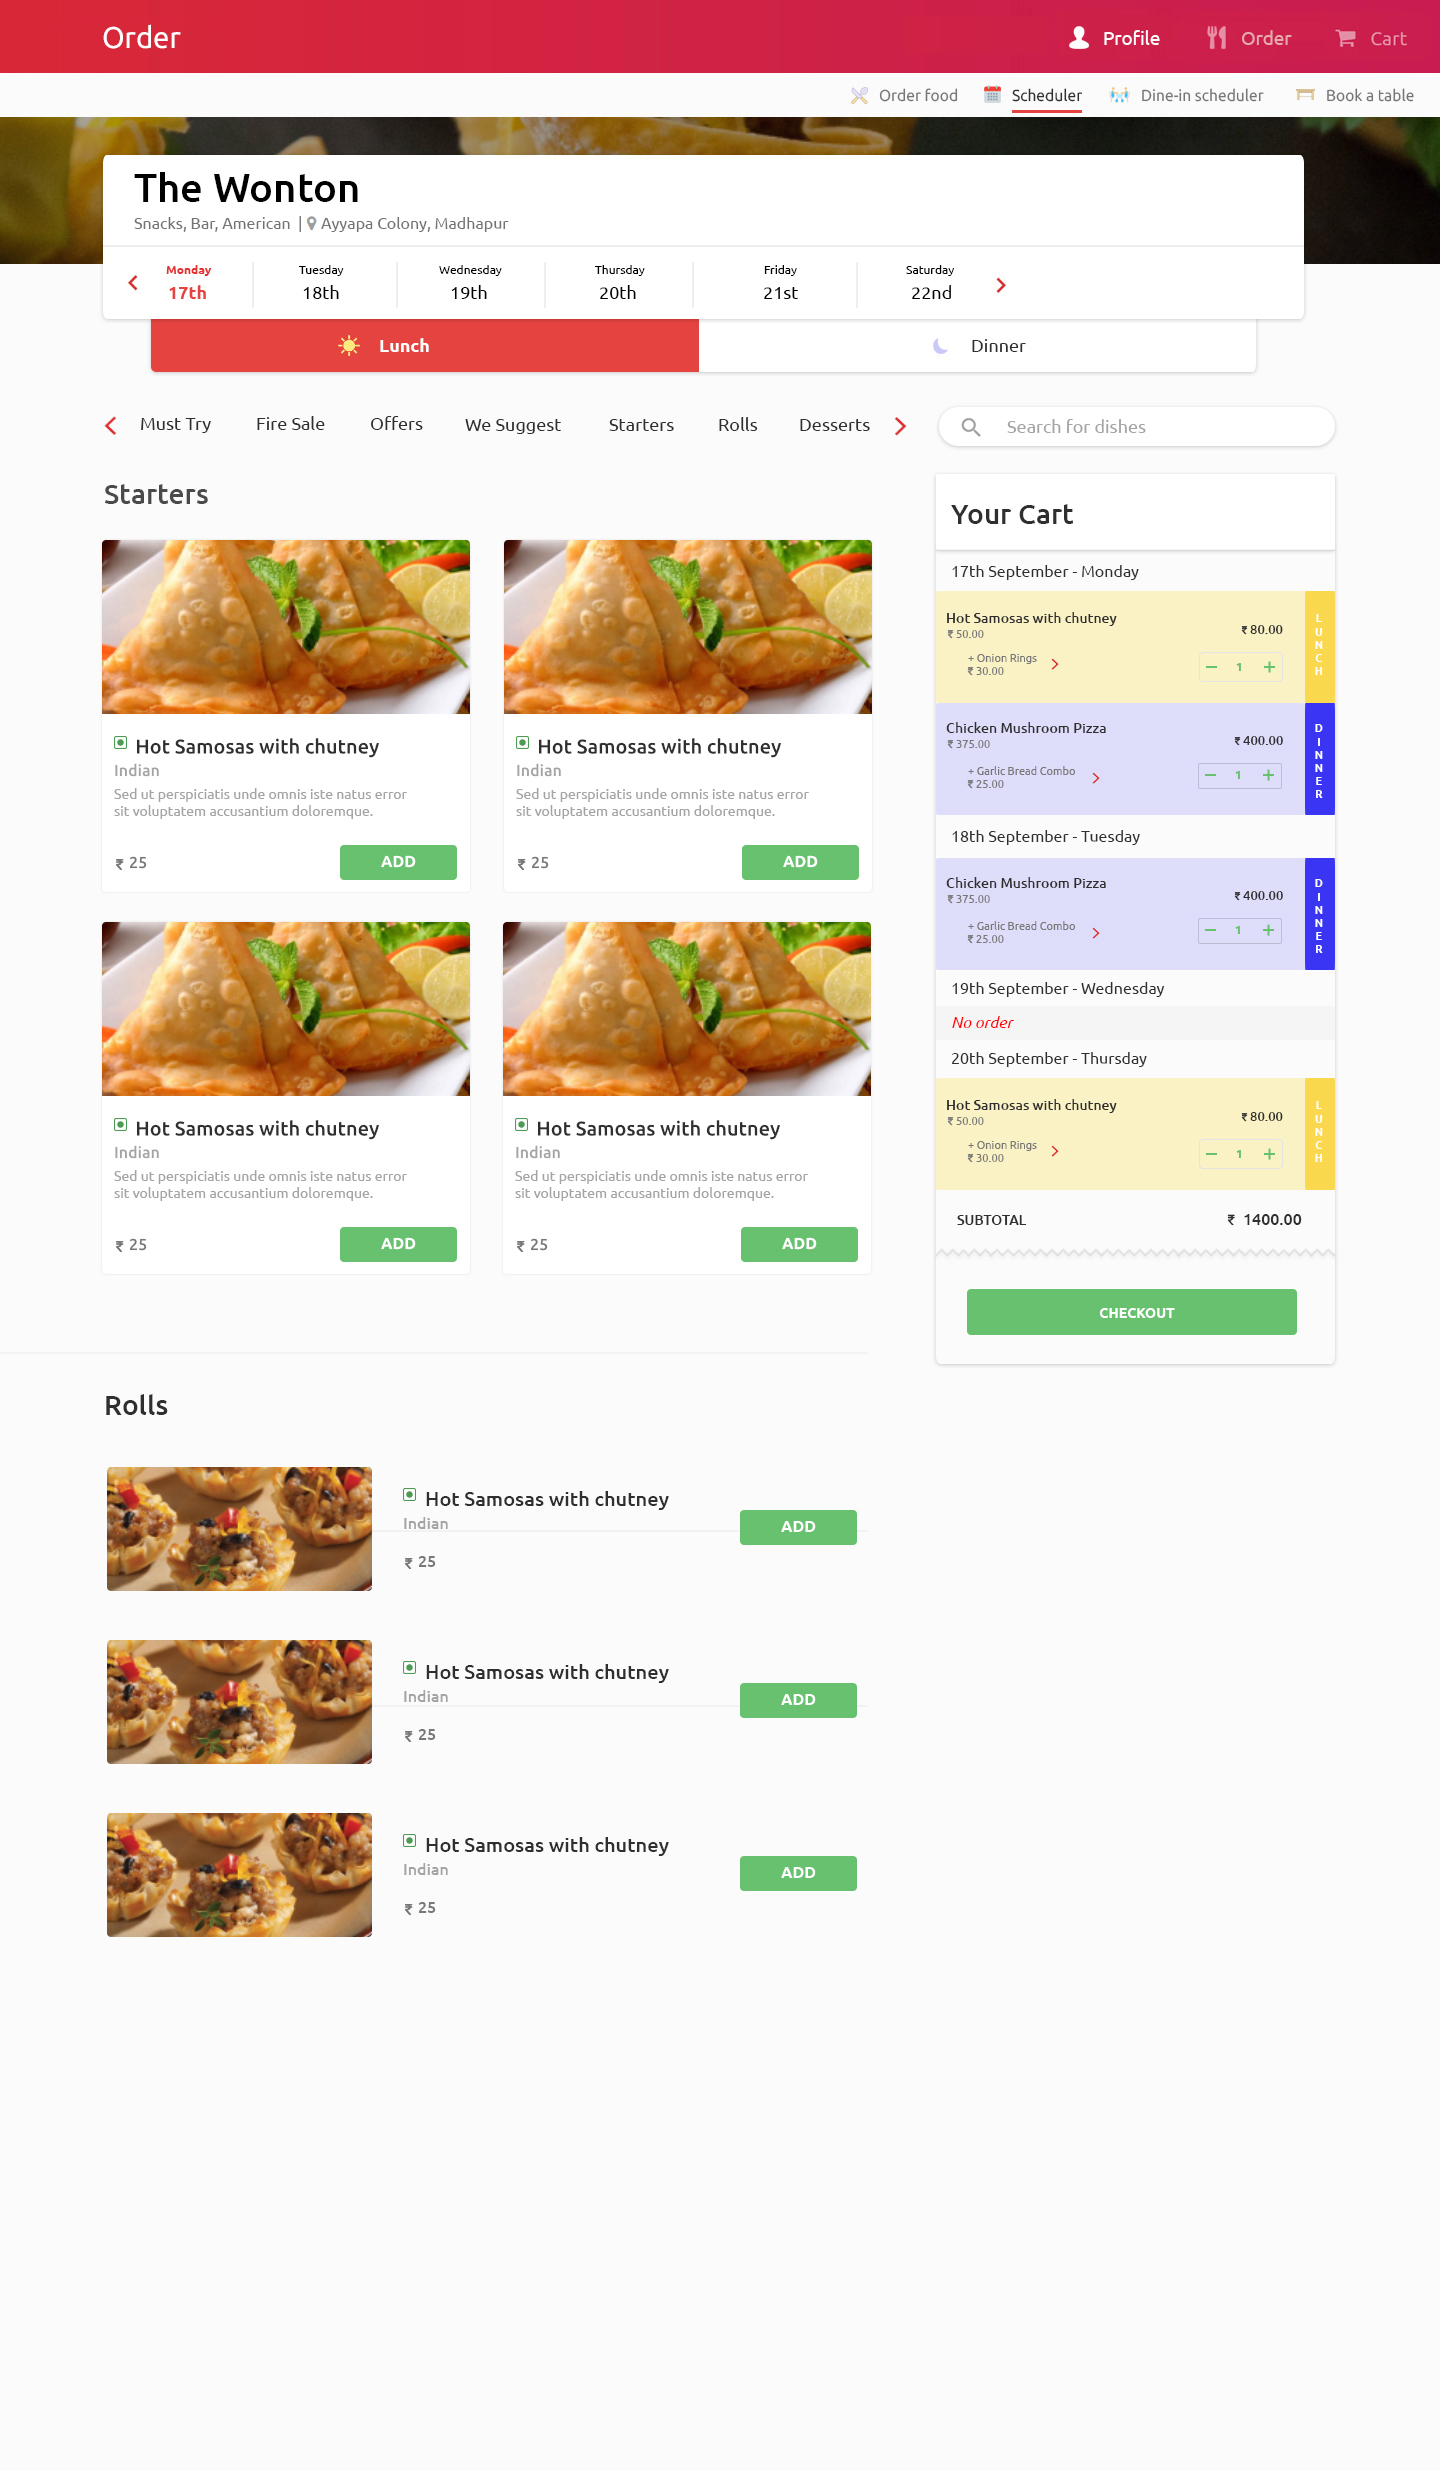 Order
Profile
Order
Cart
Order food
Scheduler
Dine-in scheduler
Book a table
The Wonton
Snacks, Bar, American | Ayyapa Colony, Madhapur
Monday
17th
Tuesday
18th
Wednesday
19th
Thursday
20th
Friday
21st
Saturday
22nd
Lunch
Dinner
Must Try
Fire Sale
Offers
We Suggest
Starters
Rolls
Desserts
Search for dishes
Starters
Hot Samosas with chutney
Indian
Sed ut perspiciatis unde omnis iste natus error
sit voluptatem accusantium doloremque.
₹ 25
ADD
Hot Samosas with chutney
Indian
Sed ut perspiciatis unde omnis iste natus error
sit voluptatem accusantium doloremque.
₹ 25
ADD
Hot Samosas with chutney
Indian
Sed ut perspiciatis unde omnis iste natus error
sit voluptatem accusantium doloremque.
₹ 25
ADD
Hot Samosas with chutney
Indian
Sed ut perspiciatis unde omnis iste natus error
sit voluptatem accusantium doloremque.
₹ 25
ADD
Your Cart
17th September - Monday
Hot Samosas with chutney
₹ 50.00
₹ 80.00
+ Onion Rings
₹ 30.00
1
LUNCH
Chicken Mushroom Pizza
₹ 375.00
₹ 400.00
+ Garlic Bread Combo
₹ 25.00
1
DINNER
18th September - Tuesday
Chicken Mushroom Pizza
₹ 375.00
₹ 400.00
+ Garlic Bread Combo
₹ 25.00
1
DINNER
19th September - Wednesday
No order
20th September - Thursday
Hot Samosas with chutney
₹ 50.00
₹ 80.00
+ Onion Rings
₹ 30.00
1
LUNCH
SUBTOTAL
₹ 1400.00
CHECKOUT
Rolls
Hot Samosas with chutney
Indian
₹ 25
ADD
Hot Samosas with chutney
Indian
₹ 25
ADD
Hot Samosas with chutney
Indian
₹ 25
ADD